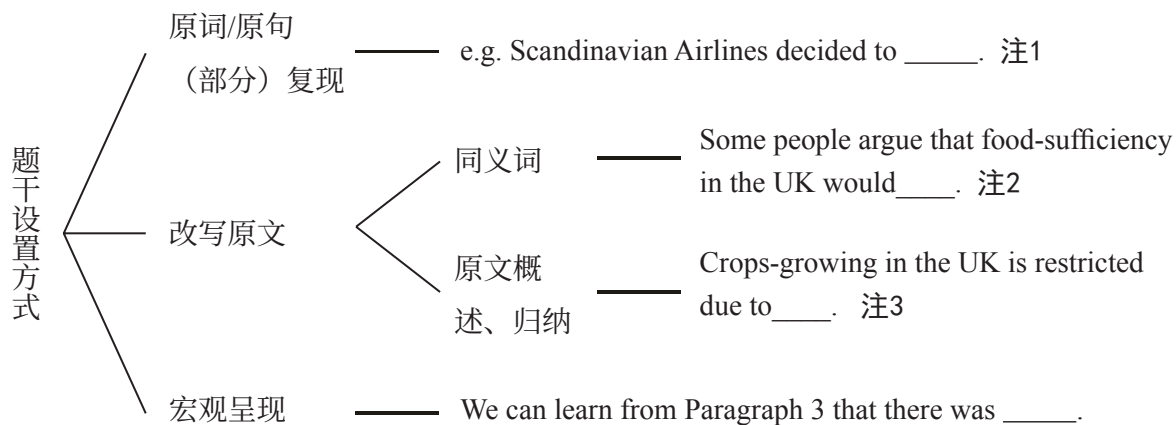 题干设置方式
原词/原句
（部分）复现
e.g. Scandinavian Airlines decided to _____. 注1
改写原文
同义词
Some people argue that food-sufficiency
in the UK would____. 注2
原文概
述、归纳
Crops-growing in the UK is restricted
due to____. 注3
宏观呈现
We can learn from Paragraph 3 that there was _____.